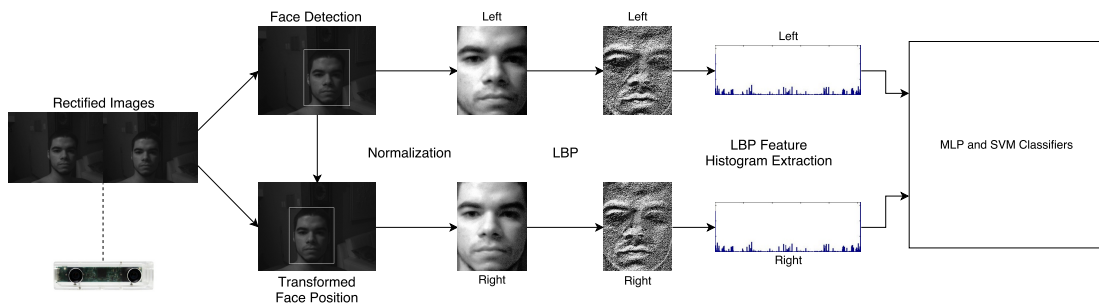 Rectified Images
Face Detection
Transformed
Face Position
Normalization
Left
Right
LBP
Left
Right
Left
LBP Feature
Histogram Extraction
Right
MLP and SVM Classifiers